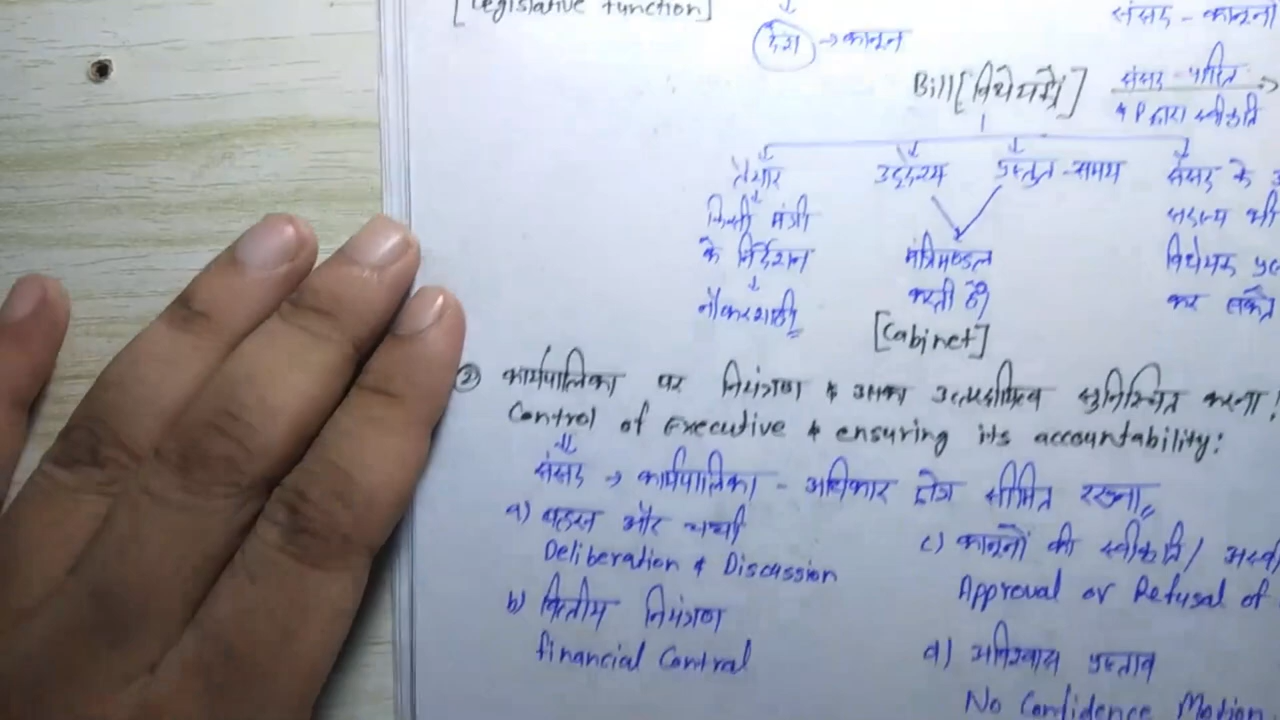 [Legislative function]
संसद - कानूनी
देश → कानून
Bill [विधेयकों]
संसद - पारित
& P द्वारा स्वीकृति
तैयार
उद्देश्य
प्रस्तुत - समय
संसद के
किसी मंत्री
सदस्य भी
के निर्देशन
मंत्रिमण्डल
विधेयक
नौकरशाही
करती है
कर सकते
[Cabinet]
② कार्यपालिका पर नियंत्रण & उसका उत्तरदायित्व सुनिश्चित करना!
Control of Executive & ensuring its accountability:
संसद → कार्यपालिका - अधिकार क्षेत्र सीमित रखना
a) बहस और चर्चा
Deliberation & Discussion
b) वित्तीय नियंत्रण
financial Control
c) कानूनों की स्वीकृति/
Approval or Refusal of
d) अविश्वास प्रस्ताव
No Confidence Motion